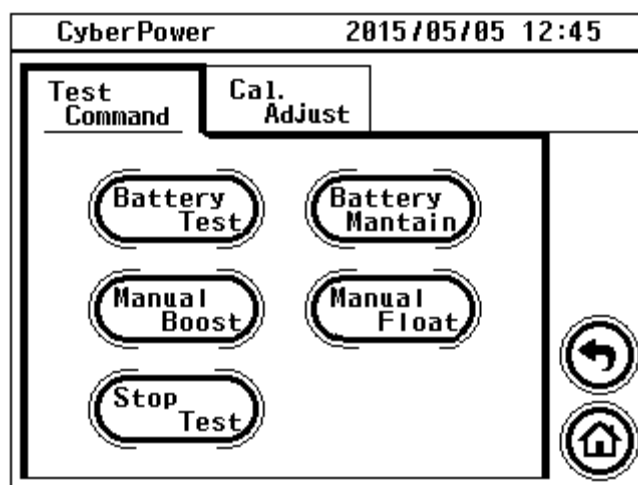 CyberPower 2015/05/05 12:45
Test
Command
Cal.
Adjust
Battery
Test
Battery
Mantain
Manual
Boost
Manual
Float
Stop
Test